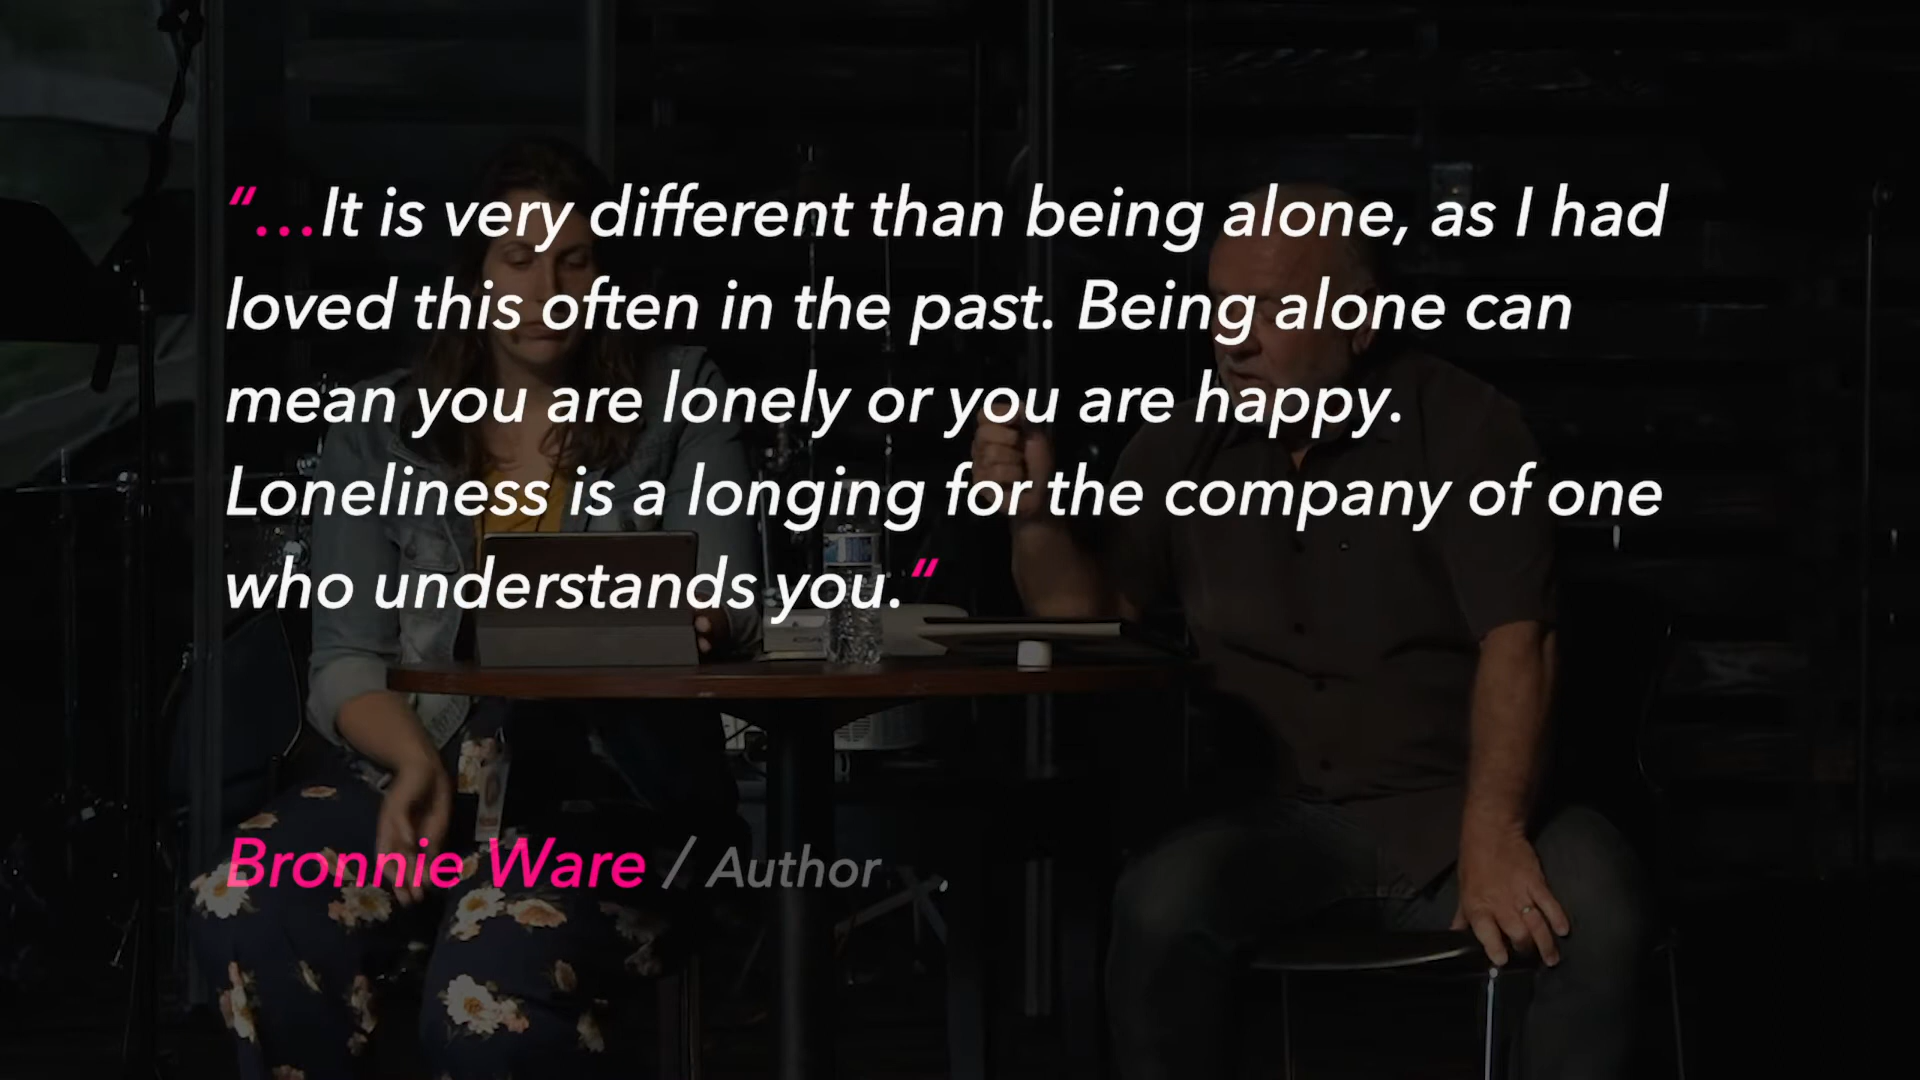 “...It is very different than being alone, as I had
loved this often in the past. Being alone can
mean you are lonely or you are happy.
Loneliness is a longing for the company of one
who understands you.“
Bronnie Ware / Author